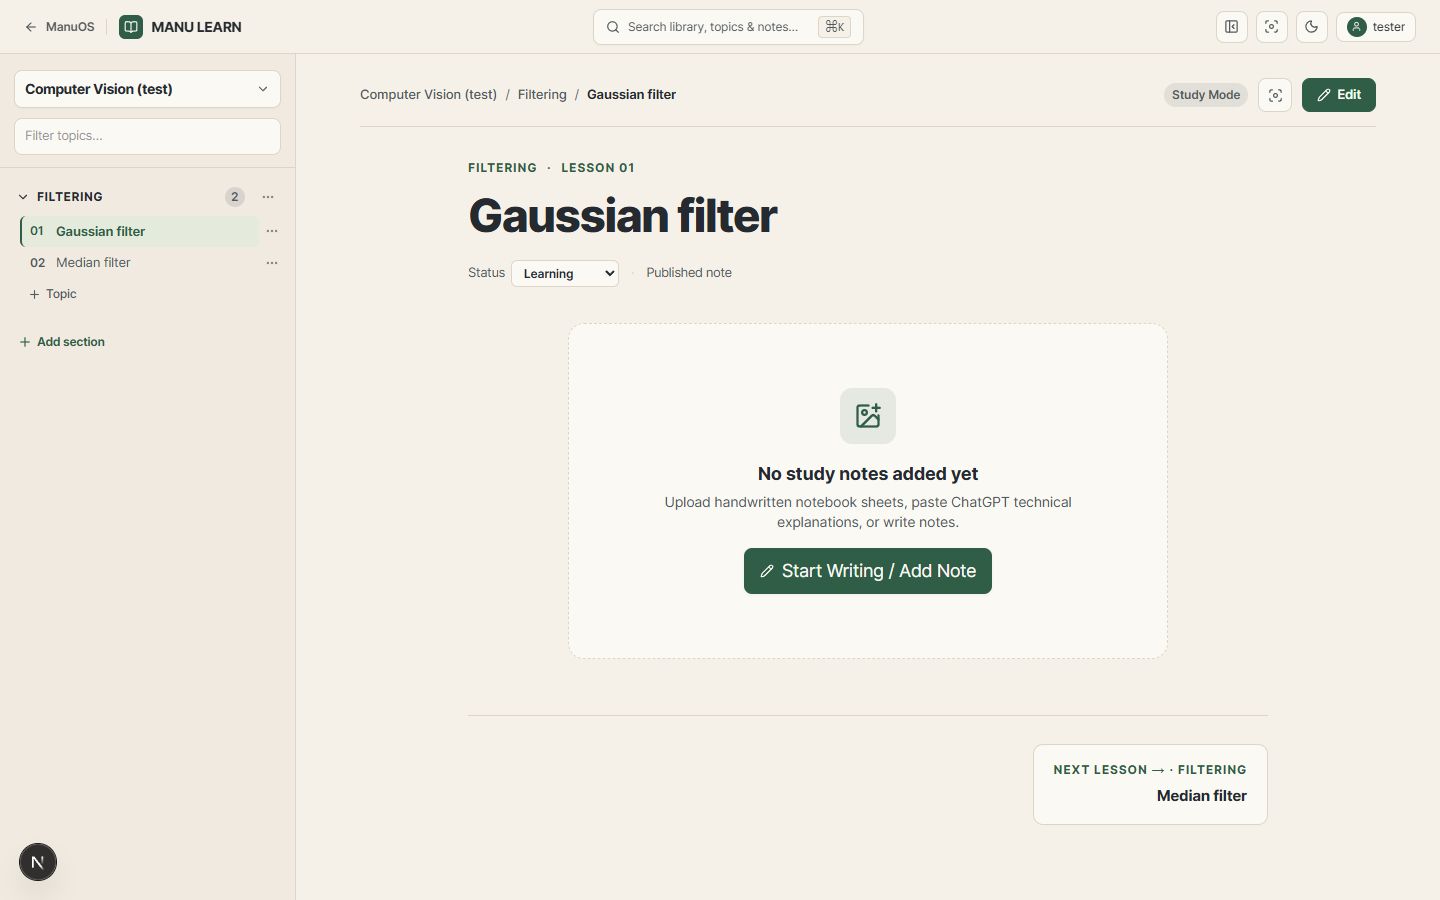 ManuOS
MANU LEARN
Search library, topics & notes...
⌘K
tester
Computer Vision (test)
Filter topics...
FILTERING 2
01 Gaussian filter
02 Median filter
+ Topic
+ Add section
Computer Vision (test) / Filtering / Gaussian filter
Study Mode
Edit
FILTERING · LESSON 01
Gaussian filter
Status Learning · Published note
No study notes added yet
Upload handwritten notebook sheets, paste ChatGPT technical
explanations, or write notes.
Start Writing / Add Note
NEXT LESSON → · FILTERING
Median filter
N